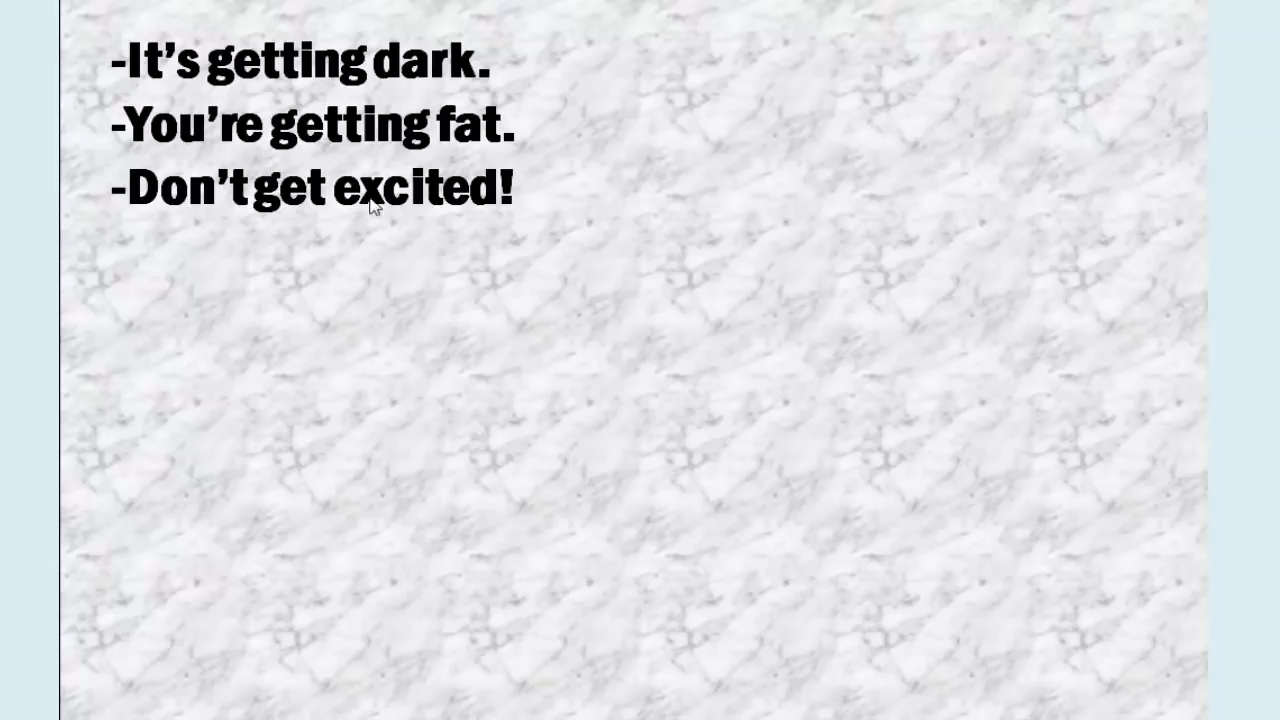 -It’s getting dark.
-You’re getting fat.
-Don’t get excited!